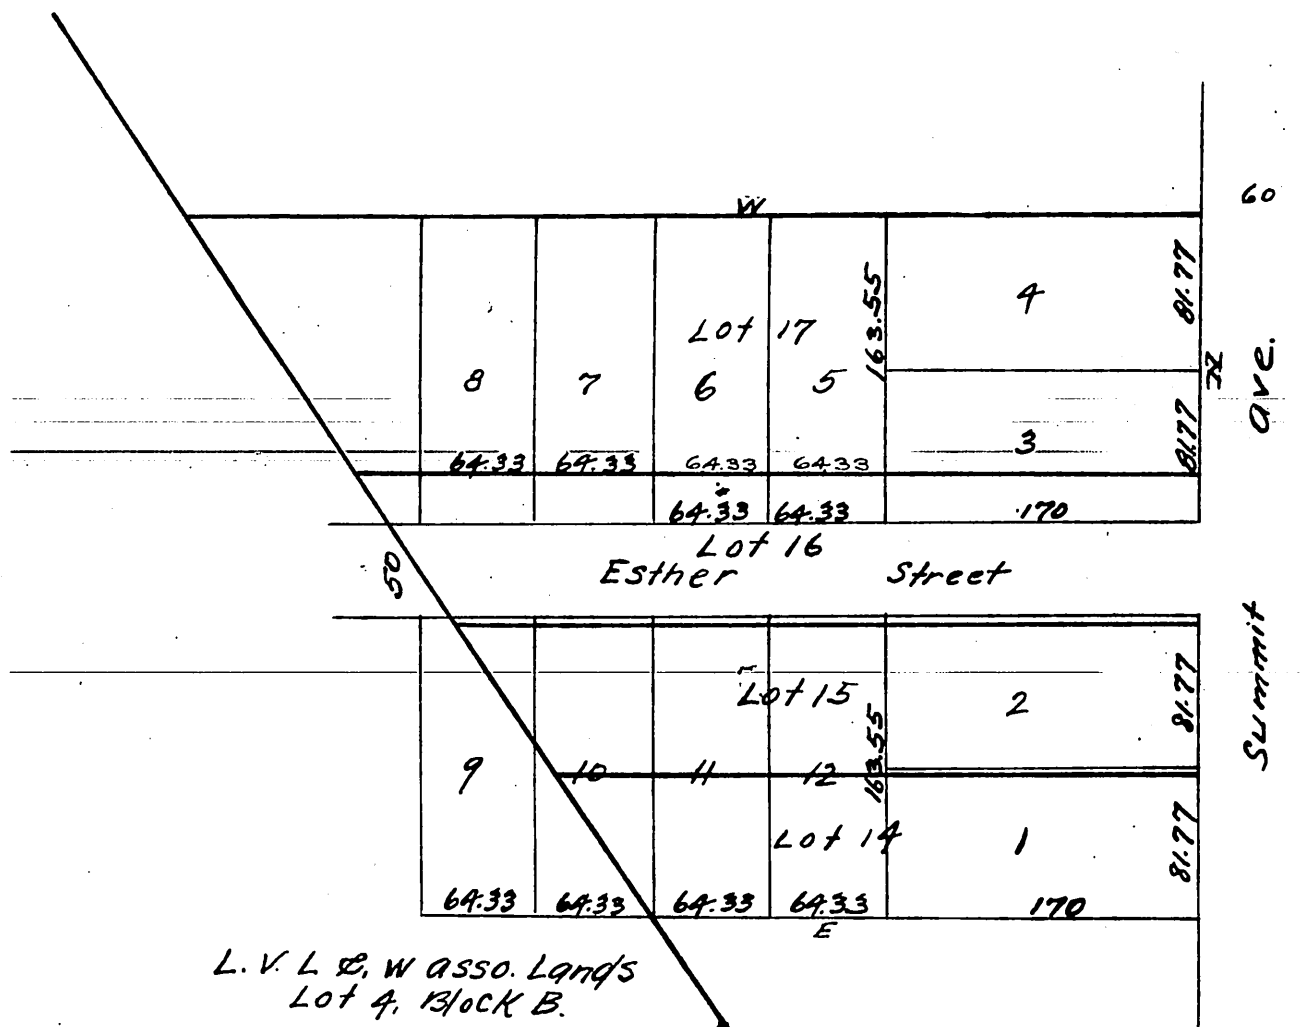 W
60
81.77
4
163.55
Lot 17
N
Ave.
8
7
6
5
81.77
3
64.33
64.33
64.33
64.33
64.33
64.33
170
Lot 16
50
Esther Street
Summit
81.77
Lot 15
2
163.55
9
10
11
12
81.77
Lot 14
1
64.33
64.33
64.33
64.33
170
E
L. V. L &. W asso. Lands
Lot 4, Block B.